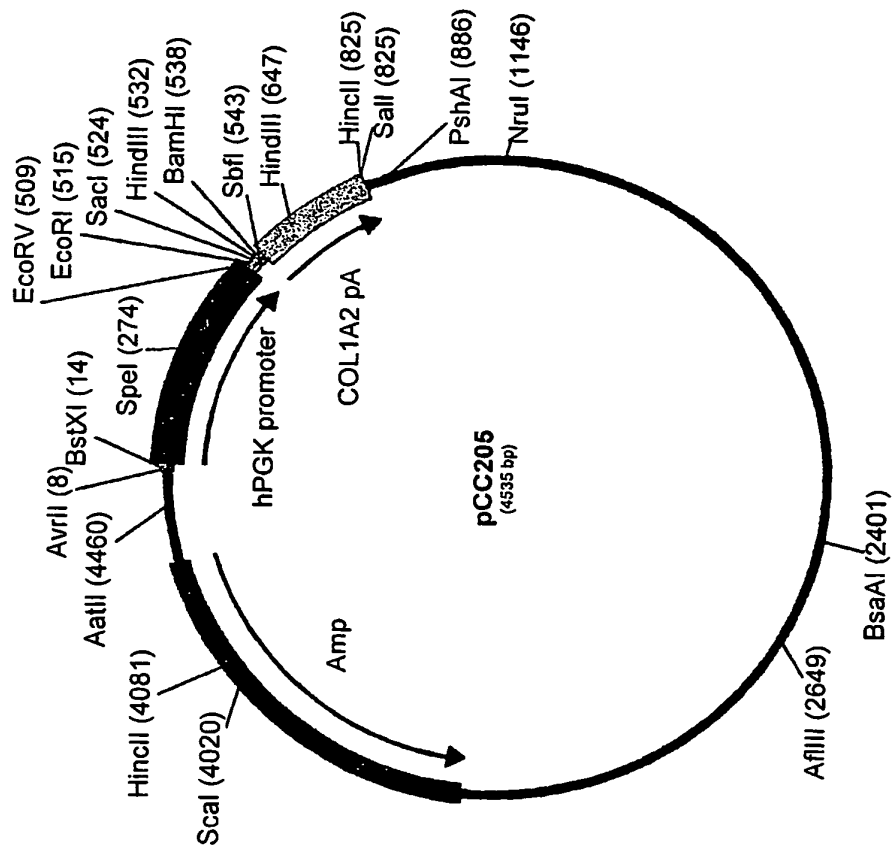 AvrII (8)
BstXI (14)
SpeI (274)
EcoRV (509)
EcoRI (515)
SacI (524)
HindIII (532)
BamHI (538)
SbfI (543)
HindIII (647)
HincII (825)
SalI (825)
PshAI (886)
NruI (1146)
BsaAI (2401)
AflIII (2649)
ScaI (4020)
HincII (4081)
AatII (4460)
hPGK promoter
COL1A2 pA
Amp
pCC205
(4535 bp)